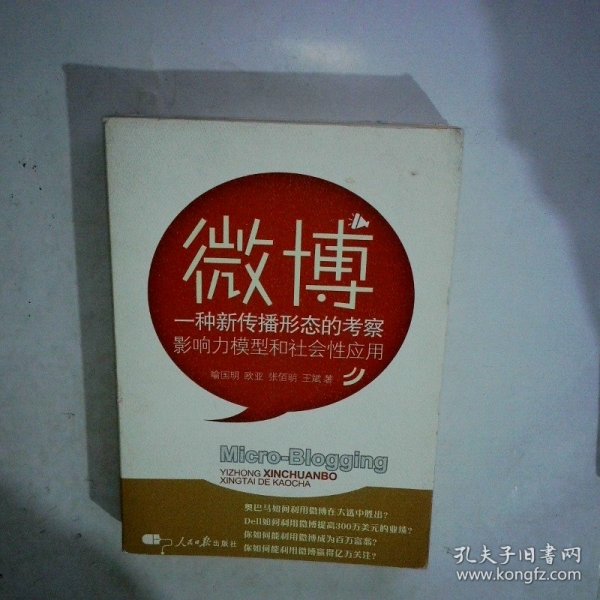 微博
一种新传播形态的考察
影响力模型和社会性应用
喻国明 欧亚 张佰明 王斌 著
Micro-Blogging
YIZHONG XINCHUANBO
XINGTAI DE KAOCHA
奥巴马如何利用微博在大选中胜出?
Dell如何利用微博提高300万美元的业绩?
你如何能利用微博成为百万富翁?
你如何能利用微博赢得亿万关注?
人民日报出版社
孔夫子旧书网
www.kongfz.com